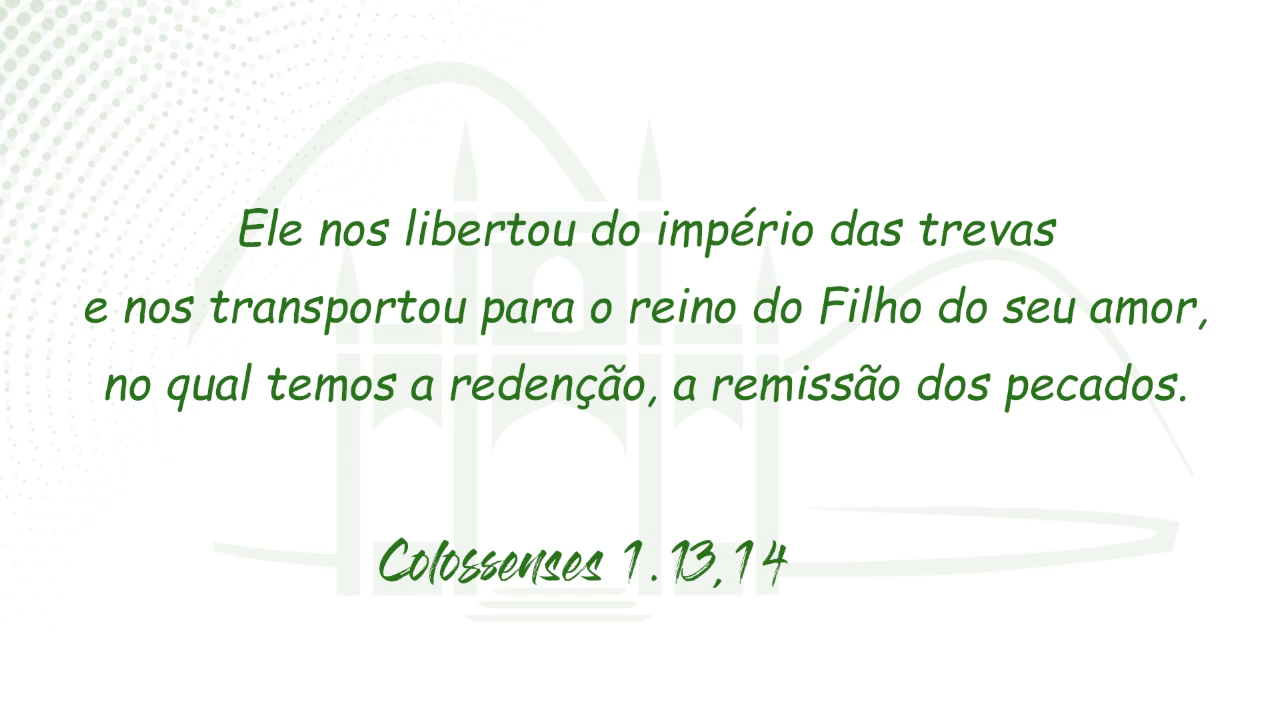 Ele nos libertou do império das trevas
e nos transportou para o reino do Filho do seu amor,
no qual temos a redenção, a remissão dos pecados.
Colossenses 1.13,14